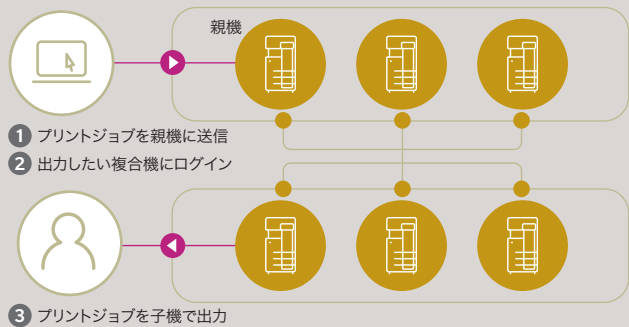 親機
1 プリントジョブを親機に送信
2 出力したい複合機にログイン
3 プリントジョブを子機で出力